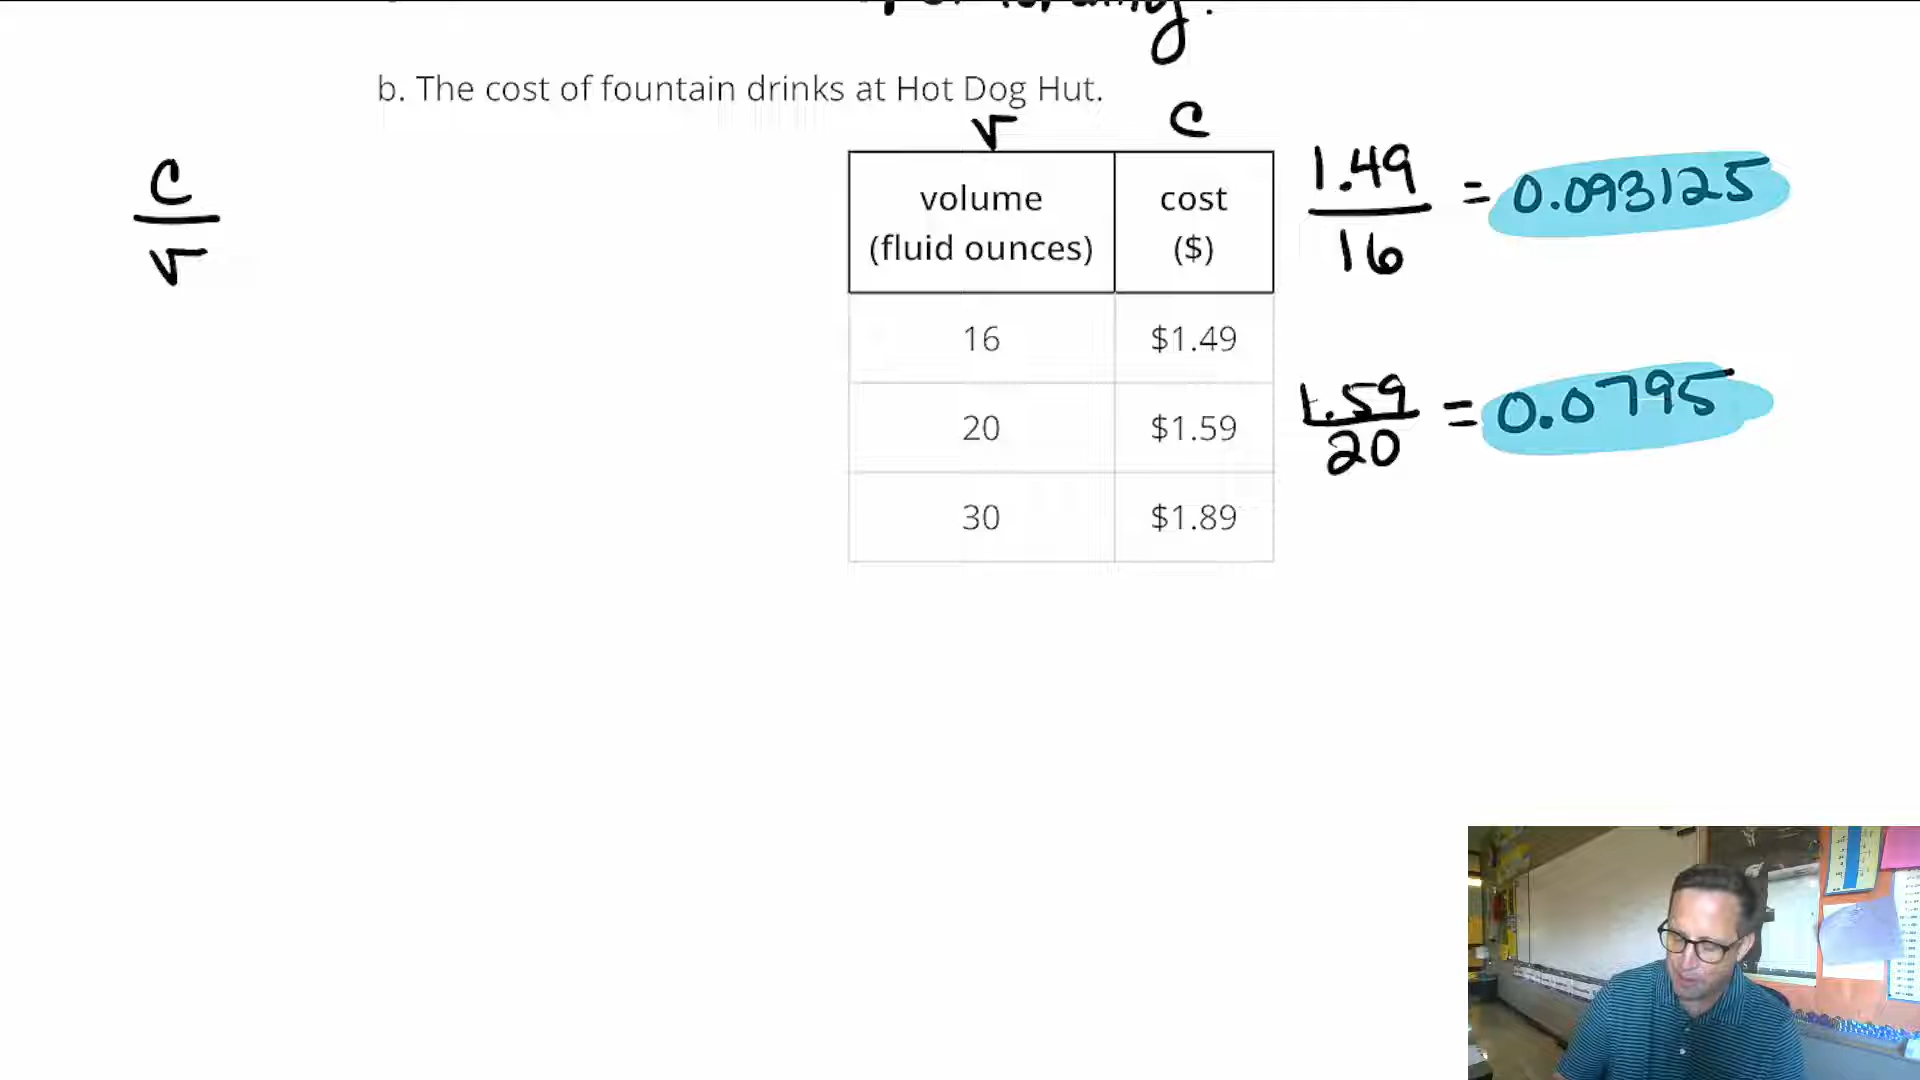 b. The cost of fountain drinks at Hot Dog Hut.
v c
c
v
volume (fluid ounces) cost ($)
1.49
16
= 0.093125
16 $1.49
20 $1.59
1.59
20
= 0.0795
30 $1.89